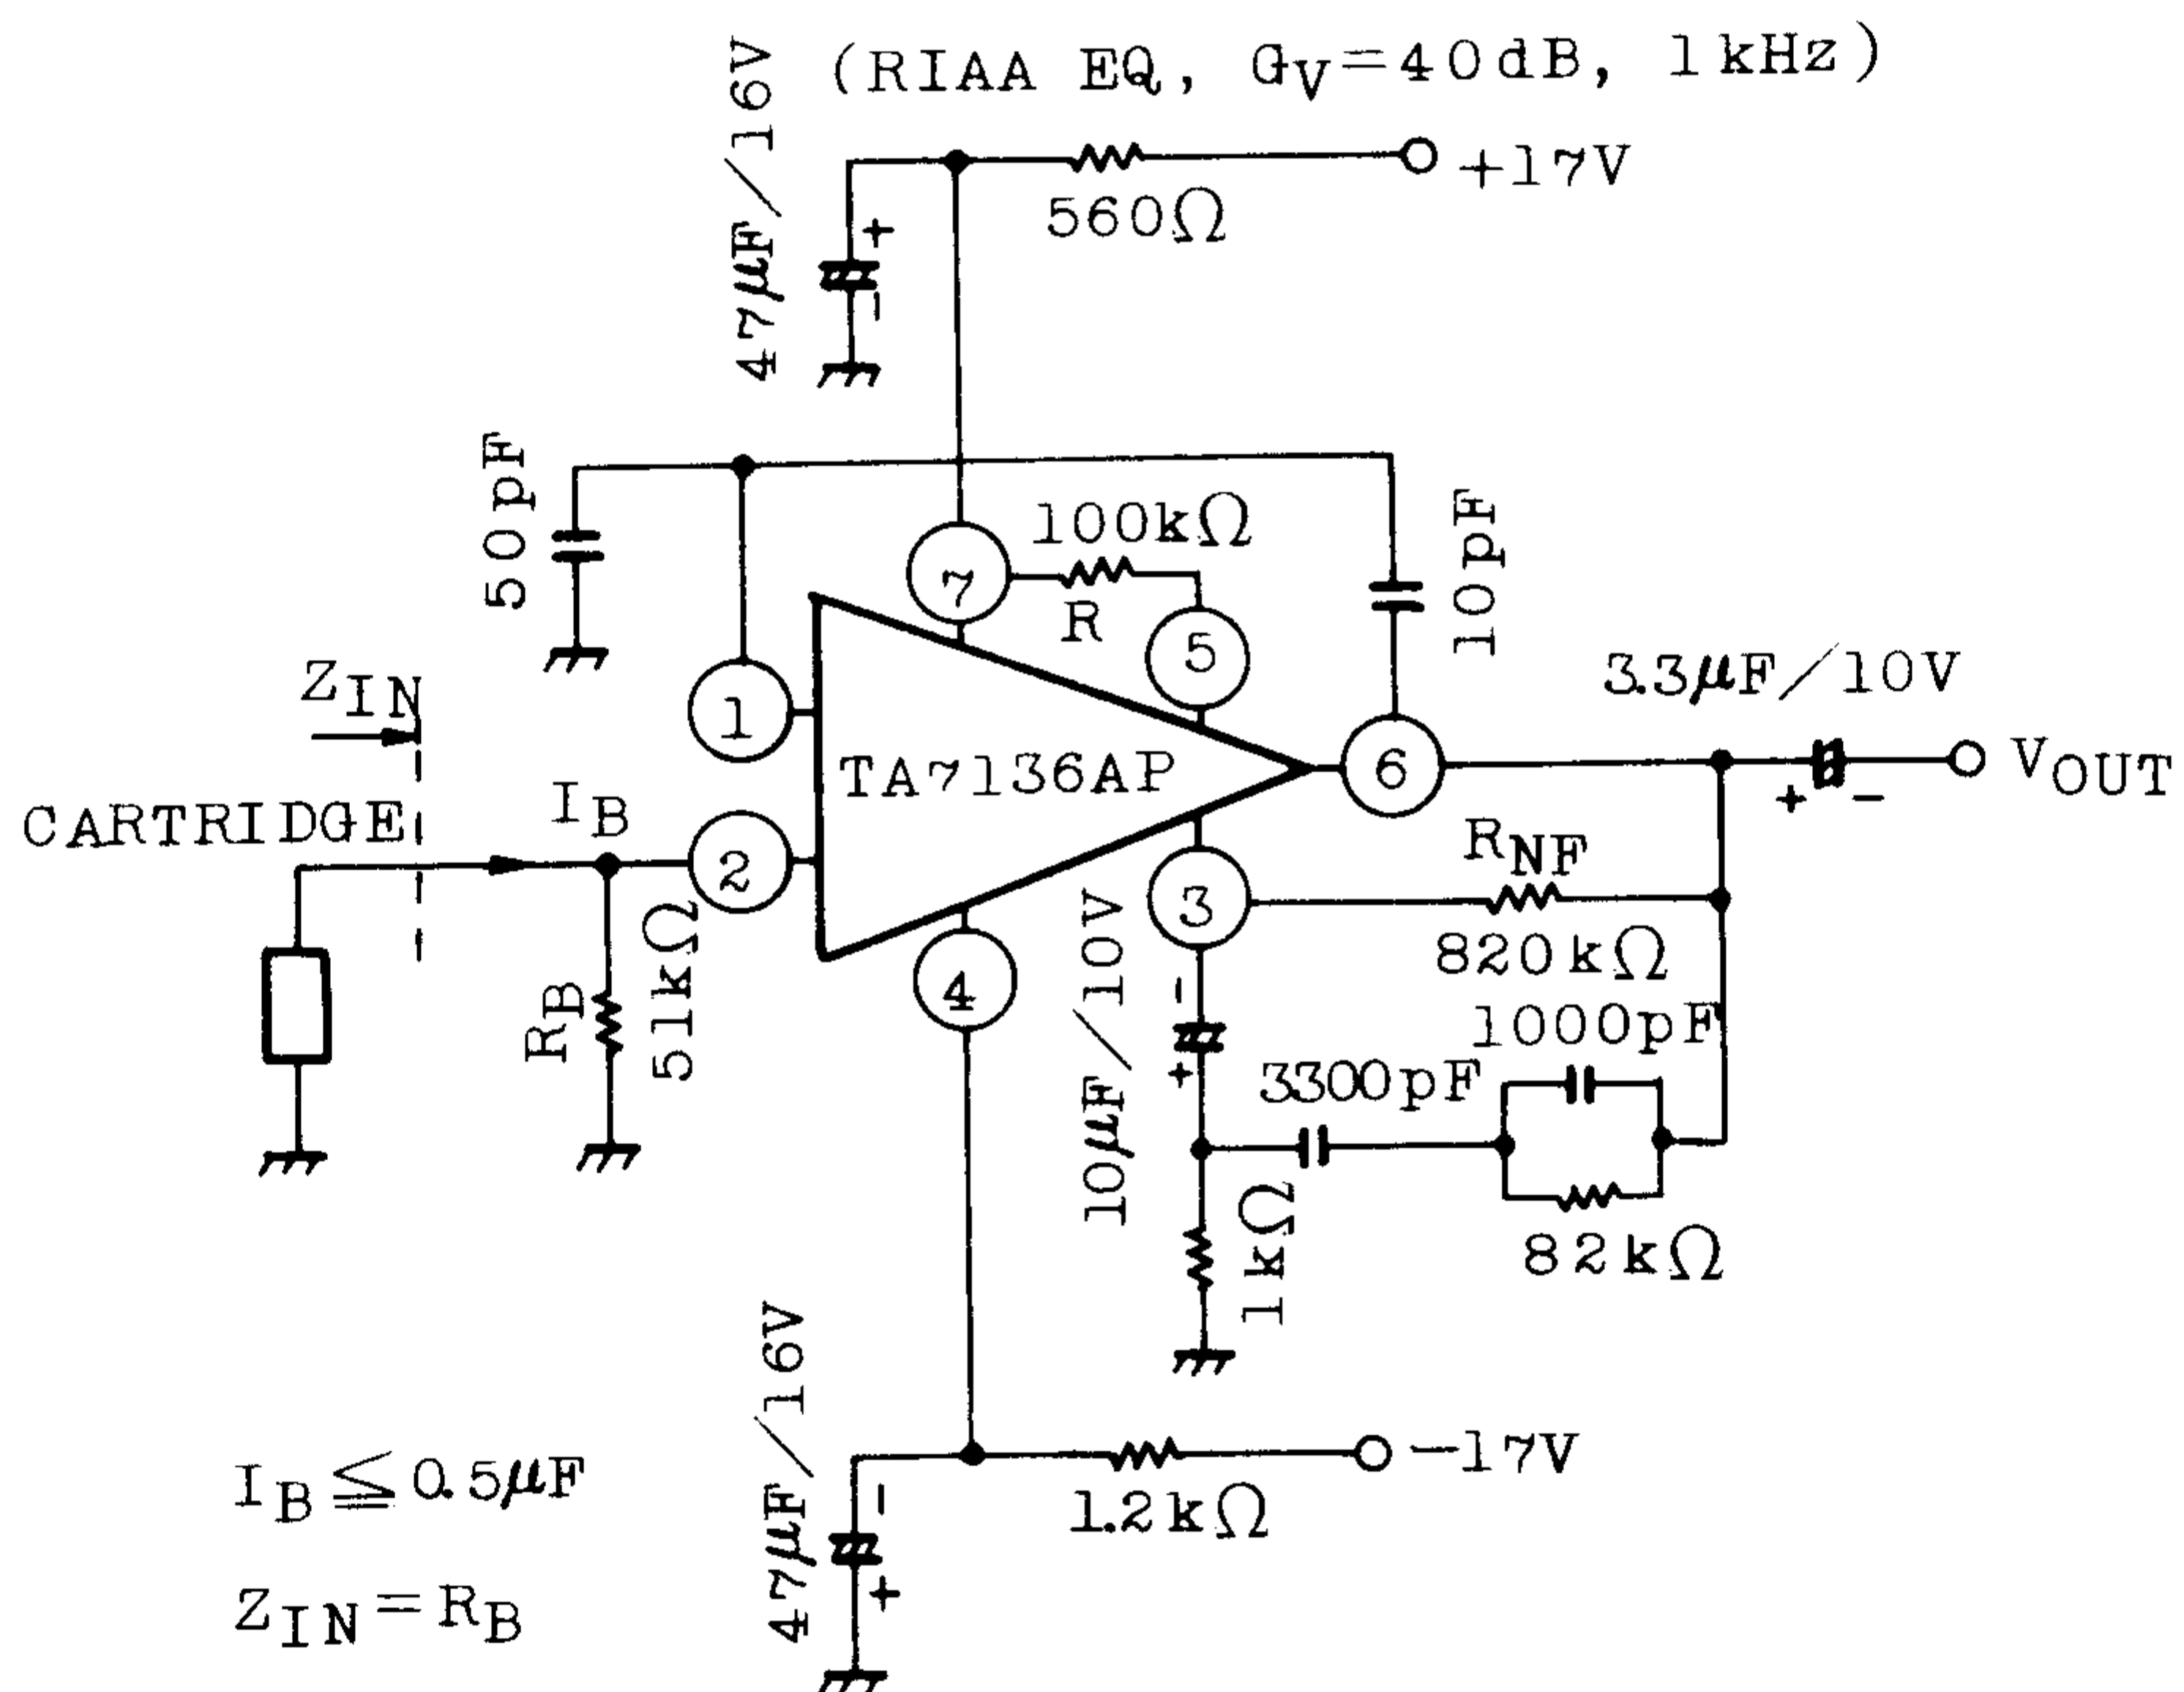 (RIAA EQ, GV=40dB, 1kHz)
47μF/16V
+17V
560Ω
50pF
100kΩ
R
10pF
7
5
1
ZIN
3.3μF/10V
TA7136AP
6
VOUT
CARTRIDGE
IB
2
RNF
3
820kΩ
4
10μF/10V
RB
51kΩ
1000pF
3300pF
1kΩ
82kΩ
47μF/16V
-17V
1.2kΩ
IB≦0.5μF
ZIN=RB